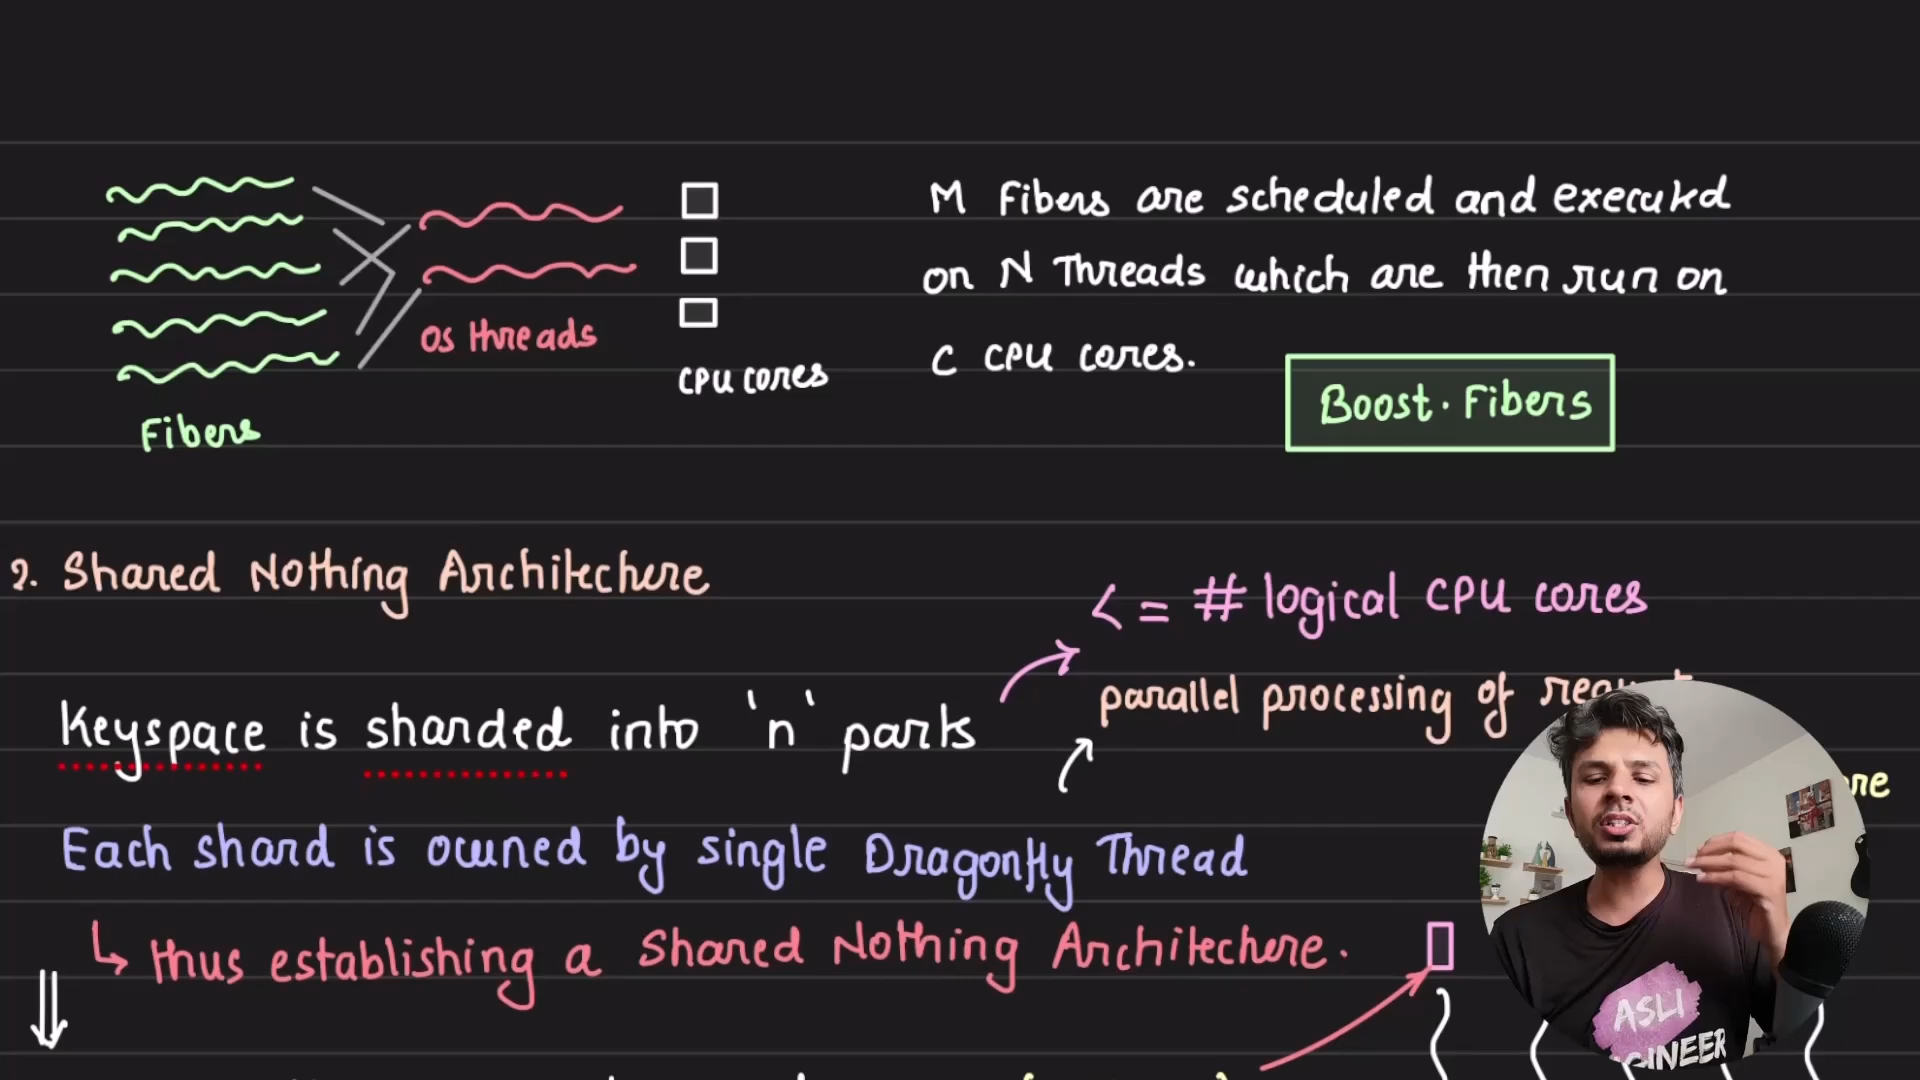 M Fibers are scheduled and executed
on N Threads which are then run on
C CPU cores.
OS threads
CPU cores
Boost.Fibers
Fibers
2. Shared Nothing Architecture
<= # logical CPU cores
parallel processing of
Keyspace is sharded into 'n' parts
Each shard is owned by single Dragonfly Thread
↳ thus establishing a Shared Nothing Architecture.
ASLI